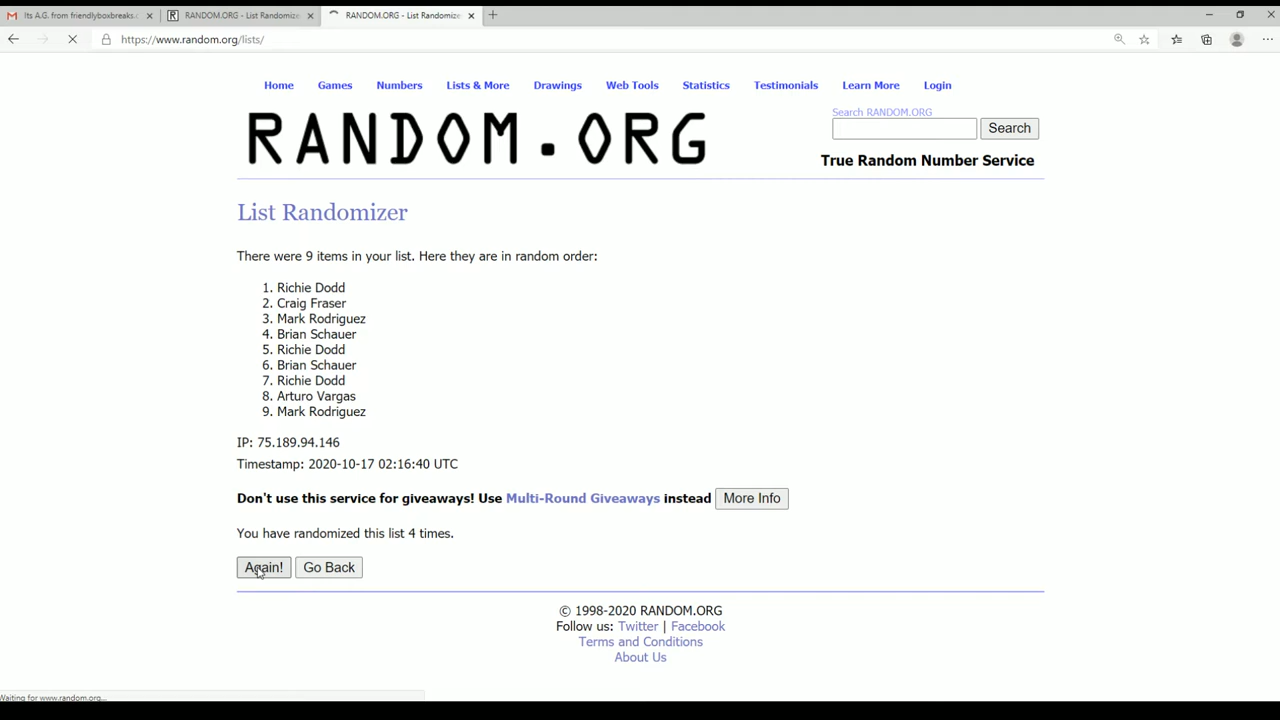 Its A.G. from friendlyboxbreaks.c
RANDOM.ORG - List Randomize
RANDOM.ORG - List Randomize
https://www.random.org/lists/
Home Games Numbers Lists & More Drawings Web Tools Statistics Testimonials Learn More Login
RANDOM.ORG
Search RANDOM.ORG
Search
True Random Number Service
List Randomizer
There were 9 items in your list. Here they are in random order:
1. Richie Dodd
2. Craig Fraser
3. Mark Rodriguez
4. Brian Schauer
5. Richie Dodd
6. Brian Schauer
7. Richie Dodd
8. Arturo Vargas
9. Mark Rodriguez
IP: 75.189.94.146
Timestamp: 2020-10-17 02:16:40 UTC
Don't use this service for giveaways! Use Multi-Round Giveaways instead More Info
You have randomized this list 4 times.
Again! Go Back
© 1998-2020 RANDOM.ORG
Follow us: Twitter | Facebook
Terms and Conditions
About Us
Waiting for www.random.org...